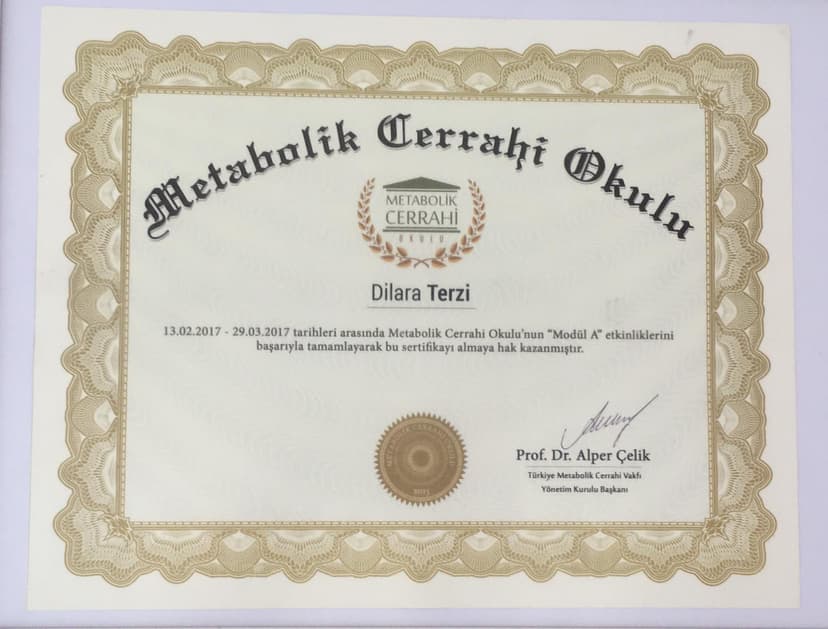 Metabolik Cerrahi Okulu
METABOLİK
CERRAHİ
OKULU
Dilara Terzi
13.02.2017 - 29.03.2017 tarihleri arasında Metabolik Cerrahi Okulu'nun "Modül A" etkinliklerini
başarıyla tamamlayarak bu sertifikayı almaya hak kazanmıştır.
Prof. Dr. Alper Çelik
Türkiye Metabolik Cerrahi Vakfı
Yönetim Kurulu Başkanı